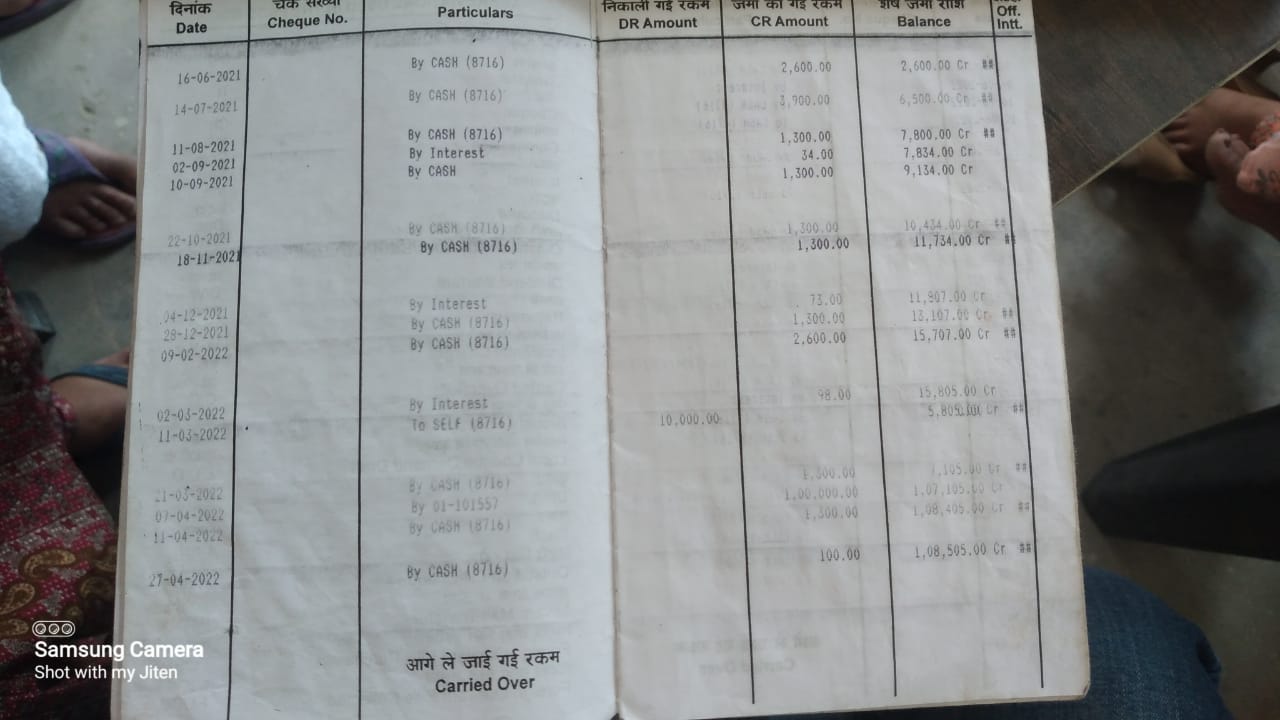 दिनांक चेक संख्या निकाली गई रकम जमा की गई रकम शेष जमा राशि
Date Cheque No. Particulars DR Amount CR Amount Balance Off. Intt.
16-06-2021 By CASH (8716) 2,600.00 2,600.00 Cr ##
14-07-2021 By CASH (8716) 3,900.00 6,500.00 Cr ##
11-08-2021 By CASH (8716) 1,300.00 7,800.00 Cr ##
02-09-2021 By Interest 34.00 7,834.00 Cr
10-09-2021 By CASH 1,300.00 9,134.00 Cr
22-10-2021 By CASH (8716) 1,300.00 10,434.00 Cr ##
18-11-2021 By CASH (8716) 1,300.00 11,734.00 Cr ##
04-12-2021 By Interest 73.00 11,807.00 Cr
28-12-2021 By CASH (8716) 1,300.00 13,107.00 Cr ##
09-02-2022 By CASH (8716) 2,600.00 15,707.00 Cr ##
02-03-2022 By Interest 98.00 15,805.00 Cr
11-03-2022 To SELF (8716) 10,000.00 5,805.00 Cr ##
21-03-2022 By CASH (8716) 1,300.00 7,105.00 Cr ##
07-04-2022 By 01-101557 1,00,000.00 1,07,105.00 Cr
11-04-2022 By CASH (8716) 1,300.00 1,08,405.00 Cr ##
27-04-2022 By CASH (8716) 100.00 1,08,505.00 Cr ##
आगे ले जाई गई रकम
Carried Over
Samsung Camera
Shot with my Jiten